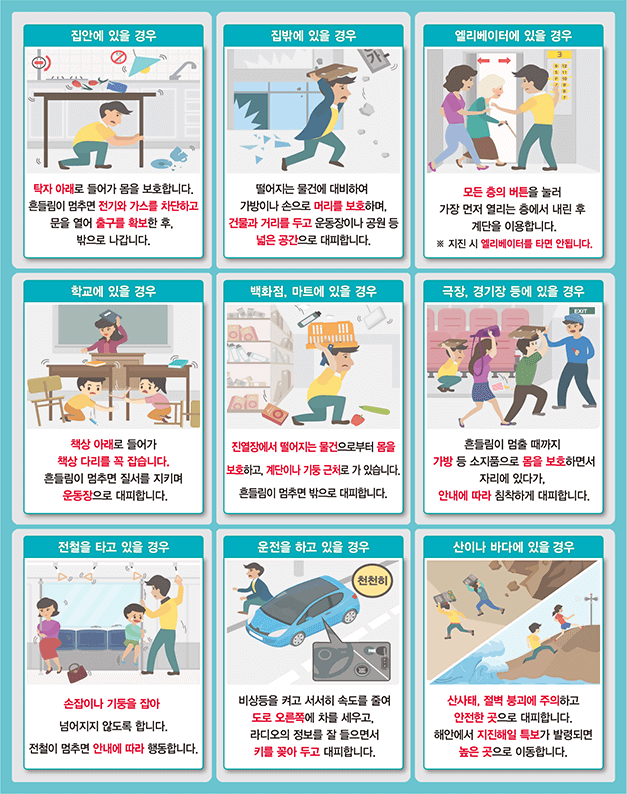 집안에 있을 경우
탁자 아래로 들어가 몸을 보호합니다.
흔들림이 멈추면 전기와 가스를 차단하고
문을 열어 출구를 확보한 후,
밖으로 나갑니다.
집밖에 있을 경우
가
떨어지는 물건에 대비하여
가방이나 손으로 머리를 보호하며,
건물과 거리를 두고 운동장이나 공원 등
넓은 공간으로 대피합니다.
엘리베이터에 있을 경우
3
모든 층의 버튼을 눌러
가장 먼저 열리는 층에서 내린 후
계단을 이용합니다.
※ 지진 시 엘리베이터를 타면 안됩니다.
학교에 있을 경우
책상 아래로 들어가
책상 다리를 꼭 잡습니다.
흔들림이 멈추면 질서를 지키며
운동장으로 대피합니다.
백화점, 마트에 있을 경우
진열장에서 떨어지는 물건으로부터 몸을
보호하고, 계단이나 기둥 근처로 가 있습니다.
흔들림이 멈추면 밖으로 대피합니다.
극장, 경기장 등에 있을 경우
EXIT
흔들림이 멈출 때까지
가방 등 소지품으로 몸을 보호하면서
자리에 있다가,
안내에 따라 침착하게 대피합니다.
전철을 타고 있을 경우
손잡이나 기둥을 잡아
넘어지지 않도록 합니다.
전철이 멈추면 안내에 따라 행동합니다.
운전을 하고 있을 경우
천천히
비상등을 켜고 서서히 속도를 줄여
도로 오른쪽에 차를 세우고,
라디오의 정보를 잘 들으면서
키를 꽂아 두고 대피합니다.
산이나 바다에 있을 경우
산사태, 절벽 붕괴에 주의하고
안전한 곳으로 대피합니다.
해안에서 지진해일 특보가 발령되면
높은 곳으로 이동합니다.